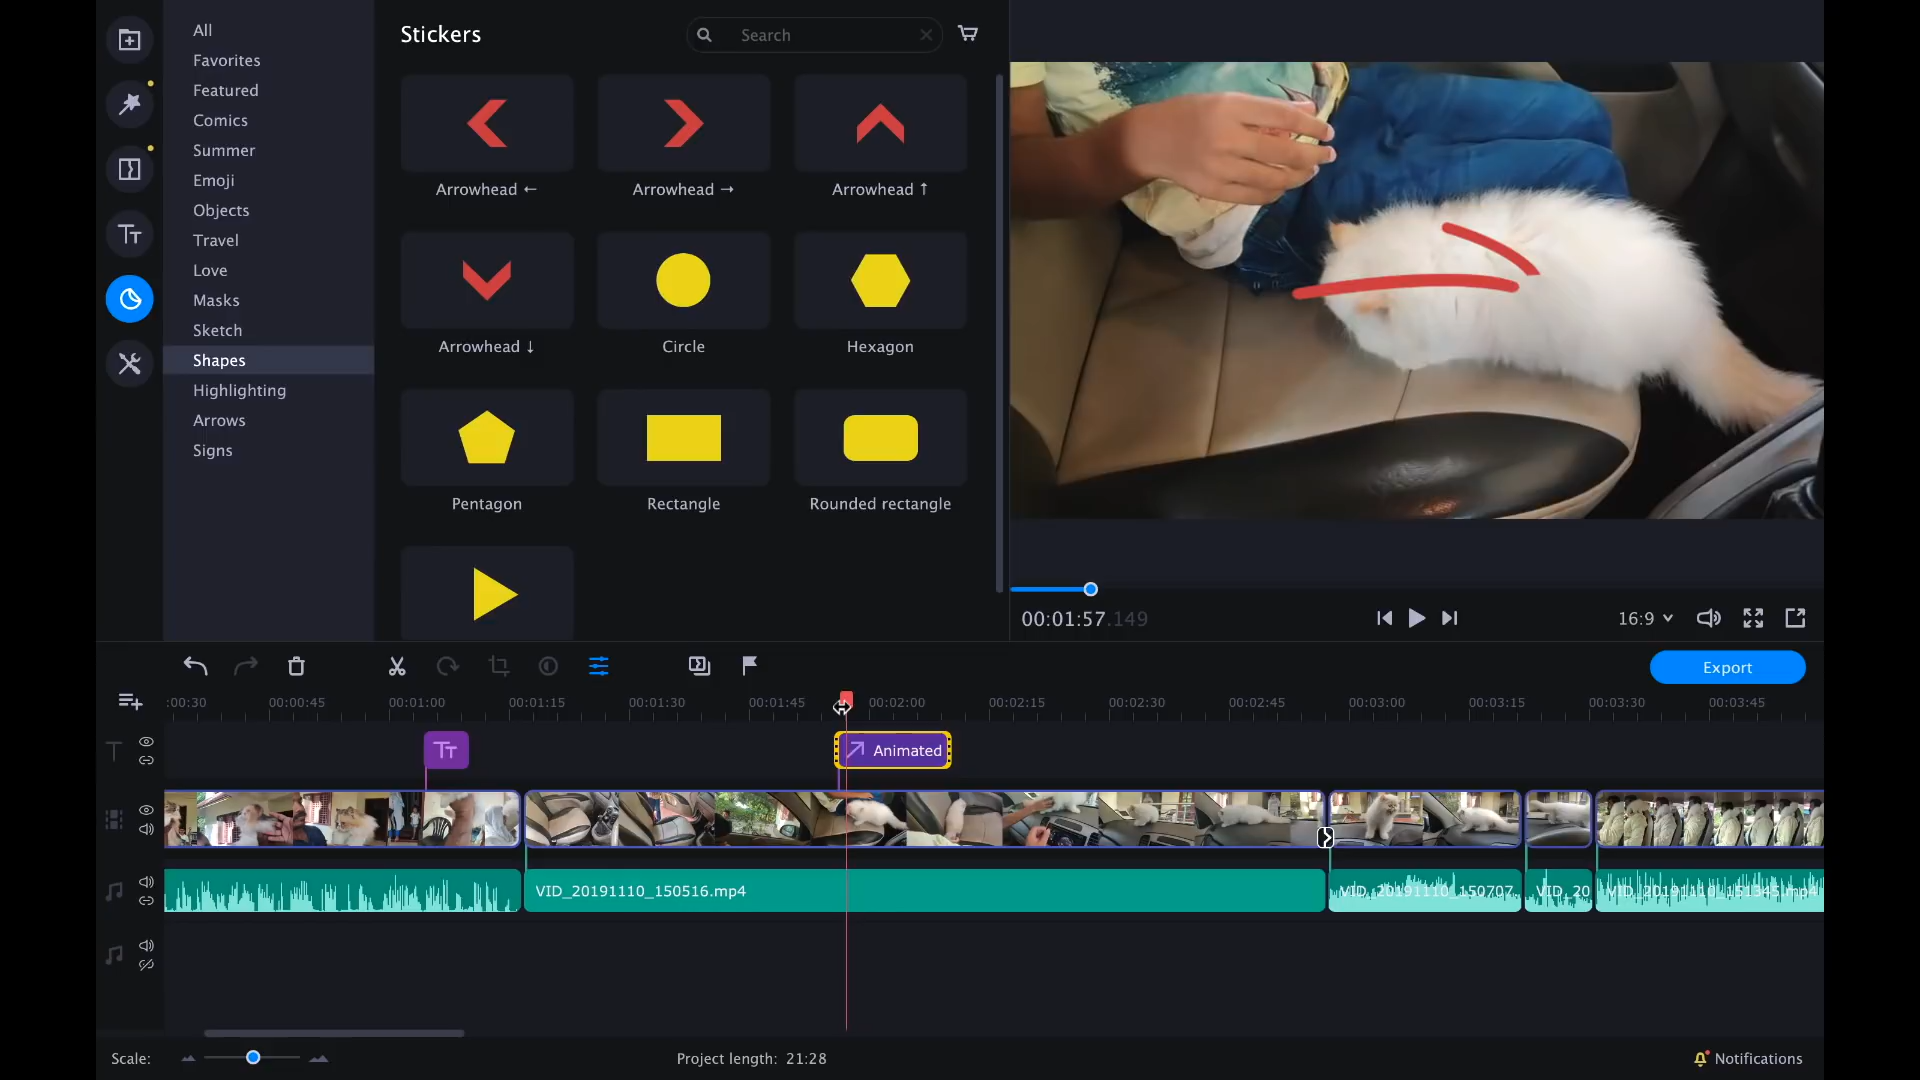 All
Favorites
Featured
Comics
Summer
Emoji
Objects
Travel
Love
Masks
Sketch
Shapes
Highlighting
Arrows
Signs
Stickers
Search
Arrowhead ←
Arrowhead →
Arrowhead ↑
Arrowhead ↓
Circle
Hexagon
Pentagon
Rectangle
Rounded rectangle
00:01:57.149
16:9
Export
:00:30
00:00:45
00:01:00
00:01:15
00:01:30
00:01:45
00:02:00
00:02:15
00:02:30
00:02:45
00:03:00
00:03:15
00:03:30
00:03:45
Tт
Animated
VID_20191110_150516.mp4
VID_20191110_150707
VID_20
VID_20191110_151345.mp4
Scale:
Project length: 21:28
Notifications